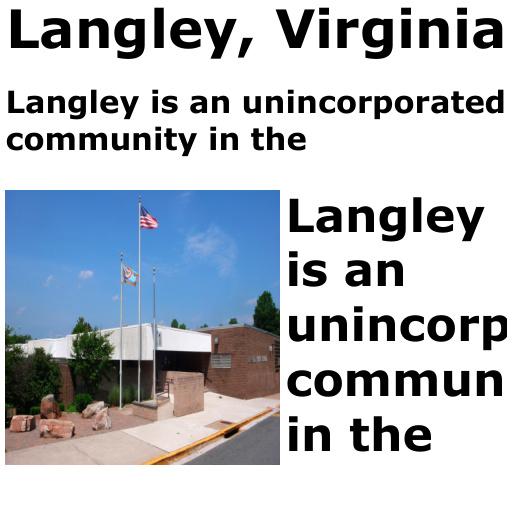 Langley, Virginia
Langley is an unincorporated
community in the
Langley
is an
unincorp
commun
in the